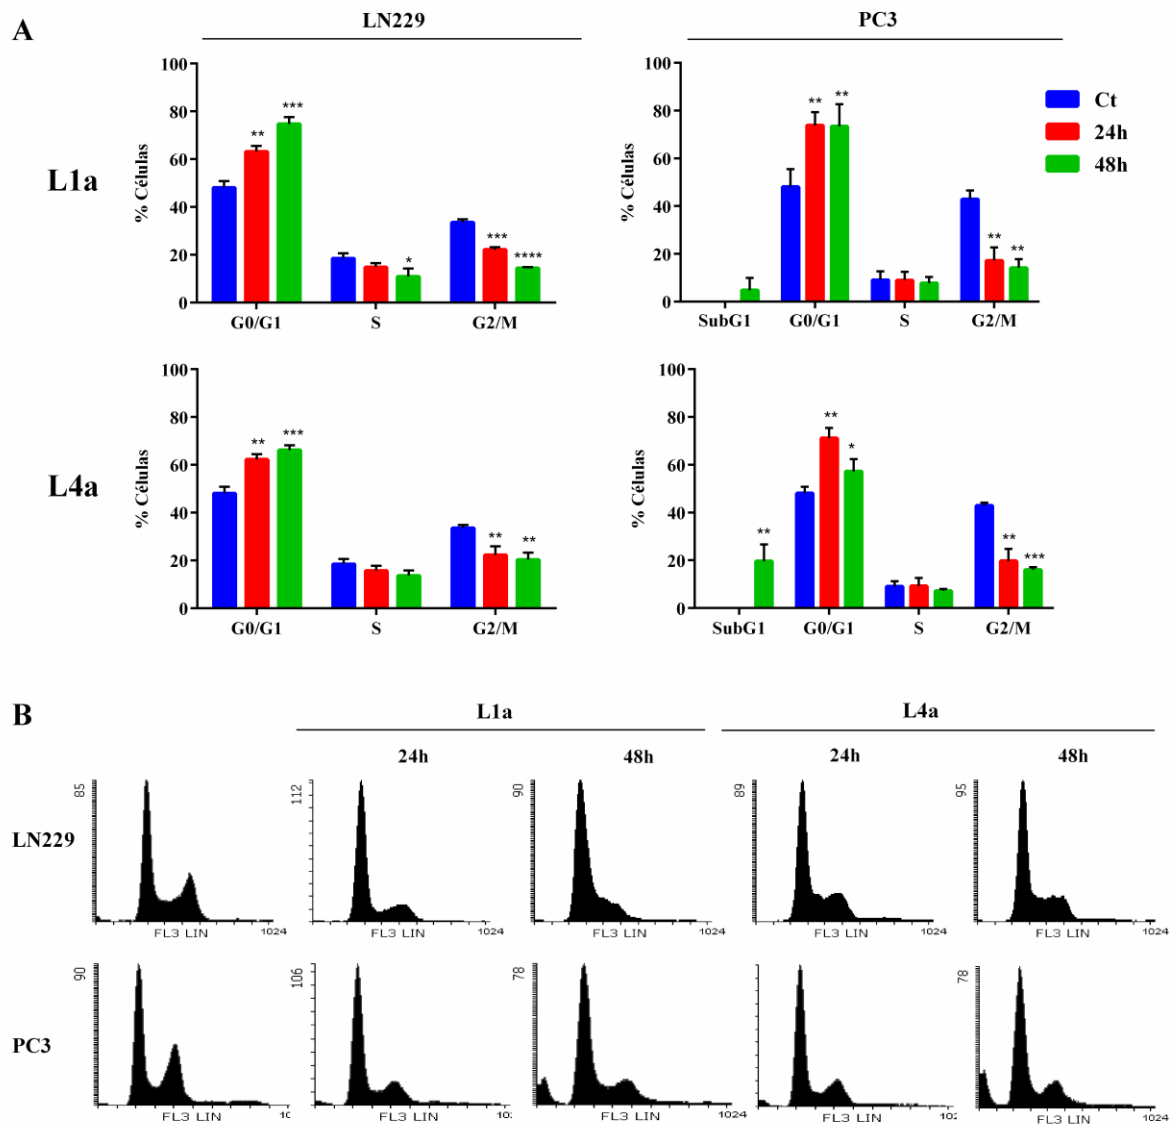 A
LN229
PC3
L1a
% Células
100
80
60
40
20
0
** *** * *** ****
G0/G1 S G2/M
% Células
100
80
60
40
20
0
** ** ** **
SubG1 G0/G1 S G2/M
Ct
24h
48h
L4a
% Células
100
80
60
40
20
0
** *** ** **
G0/G1 S G2/M
% Células
100
80
60
40
20
0
** ** * ** ***
SubG1 G0/G1 S G2/M
B
L1a L4a
24h 48h 24h 48h
LN229
85 112 90 89 95
FL3 LIN 1024 FL3 LIN 1024 FL3 LIN 1024 FL3 LIN 1024 FL3 LIN 1024
PC3
90 106 78 78
FL3 LIN FL3 LIN FL3 LIN 1024 FL3 LIN FL3 LIN 1024